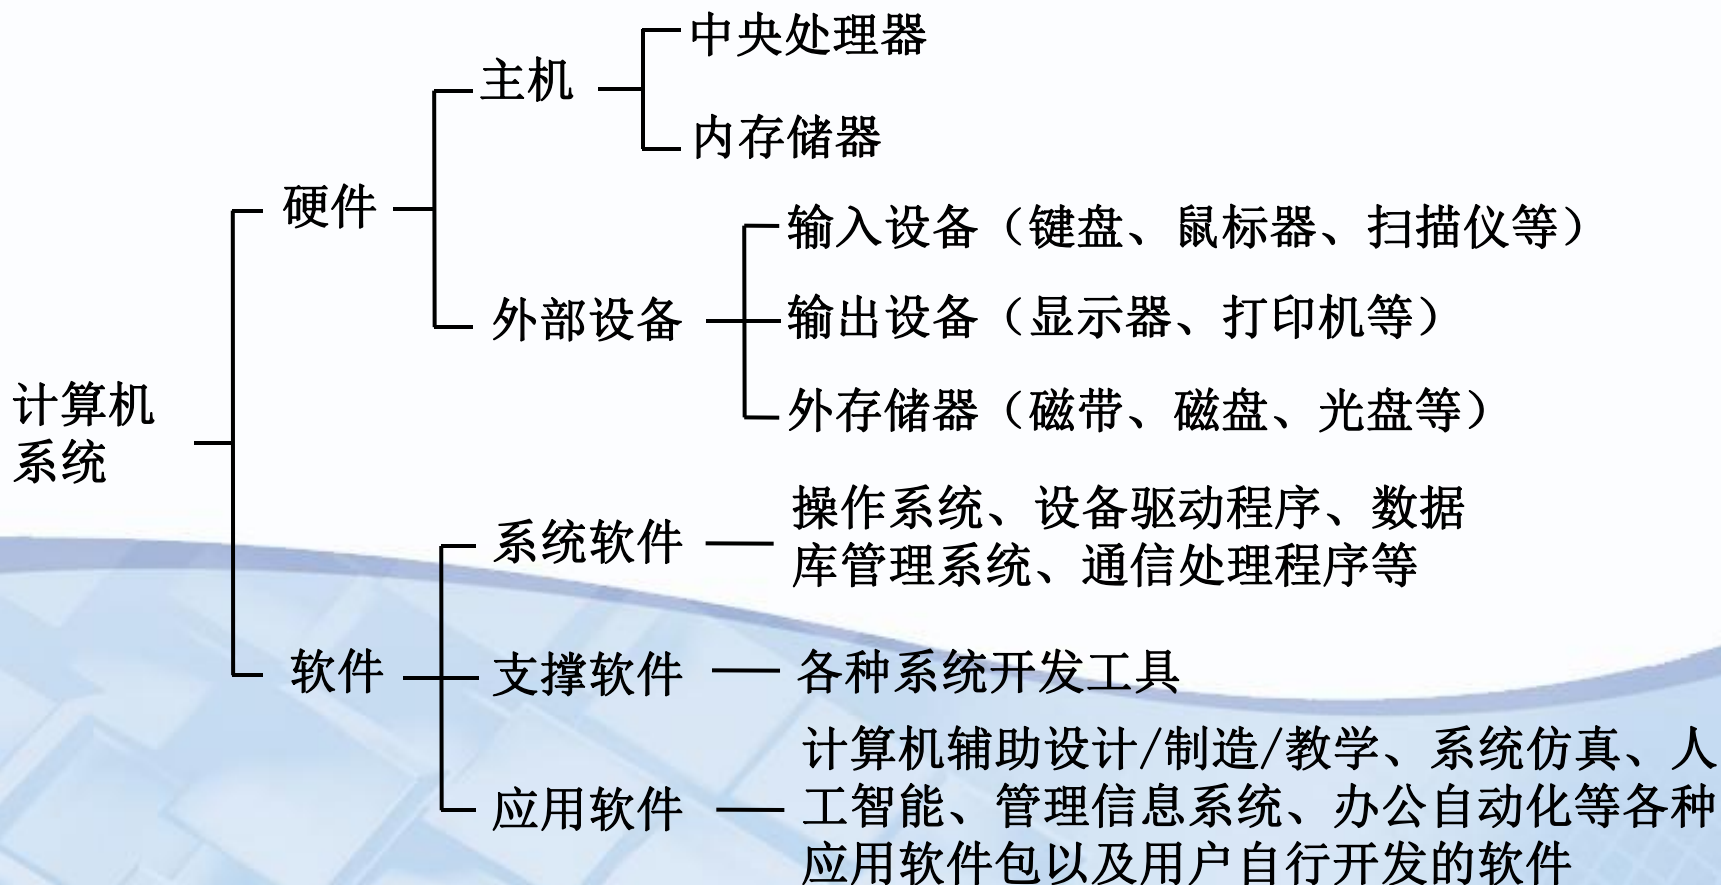 中央处理器
主机
内存储器
硬件
输入设备（键盘、鼠标器、扫描仪等）
外部设备
输出设备（显示器、打印机等）
外存储器（磁带、磁盘、光盘等）
计算机
系统
系统软件
操作系统、设备驱动程序、数据
库管理系统、通信处理程序等
软件
支撑软件
各种系统开发工具
应用软件
计算机辅助设计/制造/教学、系统仿真、人
工智能、管理信息系统、办公自动化等各种
应用软件包以及用户自行开发的软件